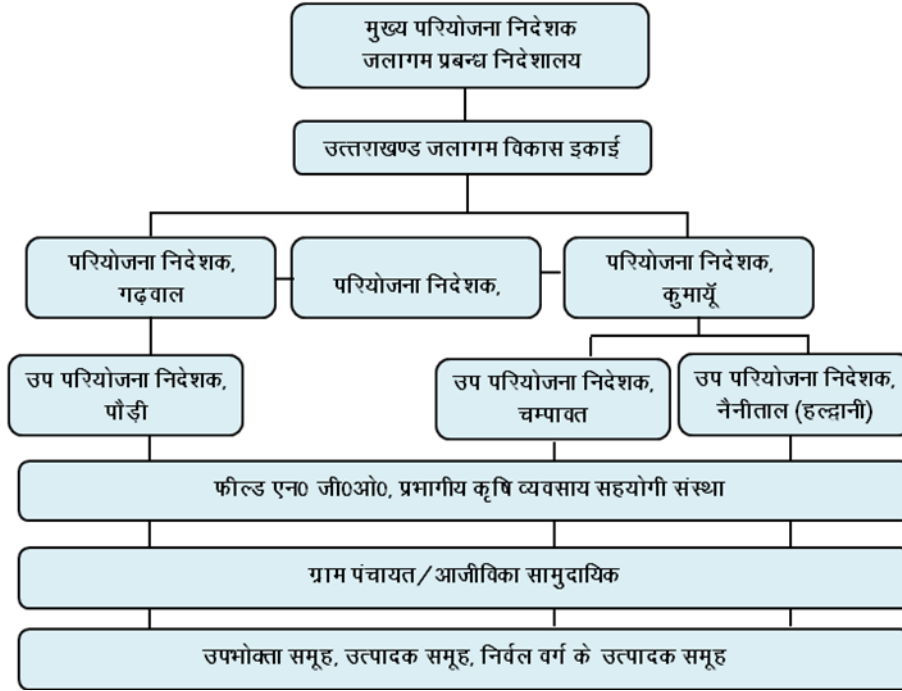 मुख्य परियोजना निदेशक
जलागम प्रबन्ध निदेशालय
उत्तराखण्ड जलागम विकास इकाई
परियोजना निदेशक,
गढ़वाल
परियोजना निदेशक,
परियोजना निदेशक,
कुमायॅू
उप परियोजना निदेशक,
पौड़ी
उप परियोजना निदेशक,
चम्पावत
उप परियोजना निदेशक,
नैनीताल (हल्द्वानी)
फील्ड एन0 जी0ओ0, प्रभागीय कृषि व्यवसाय सहयोगी संस्था
ग्राम पंचायत/आजीविका सामुदायिक
उपभोक्ता समूह, उत्पादक समूह, निर्वल वर्ग के उत्पादक समूह